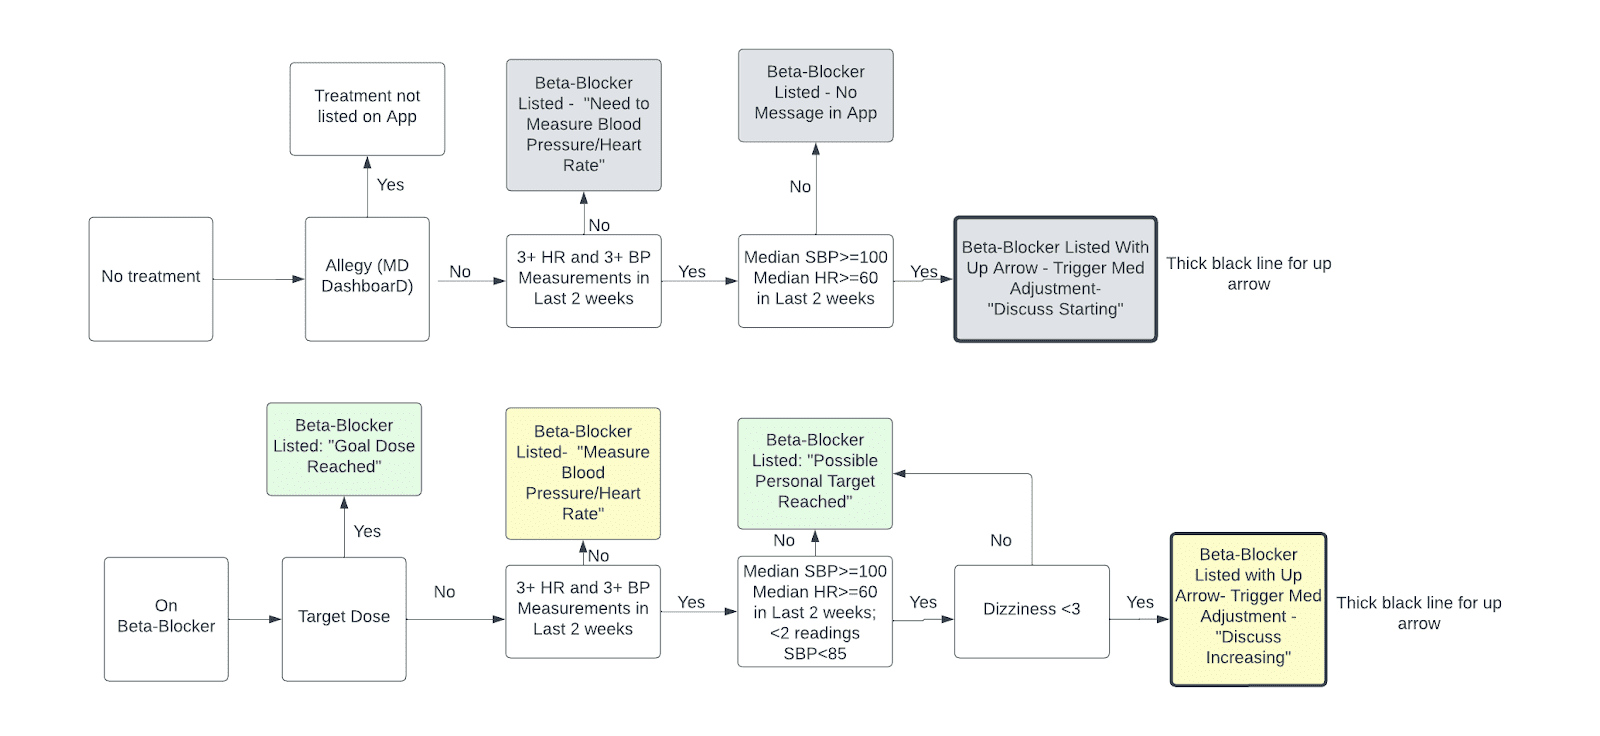 Treatment not
listed on App
Beta-Blocker
Listed - "Need to
Measure Blood
Pressure/Heart
Rate"
Beta-Blocker
Listed - No
Message in App
Yes
No
No
No treatment
Allegy (MD
DashboarD)
No
3+ HR and 3+ BP
Measurements in
Last 2 weeks
Yes
Median SBP>=100
Median HR>=60
in Last 2 weeks
Yes
Beta-Blocker Listed With
Up Arrow - Trigger Med
Adjustment-
"Discuss Starting"
Thick black line for up
arrow
Beta-Blocker
Listed: "Goal Dose
Reached"
Beta-Blocker
Listed- "Measure
Blood
Pressure/Heart
Rate"
Beta-Blocker
Listed: "Possible
Personal Target
Reached"
Yes
No
No
No
On
Beta-Blocker
Target Dose
No
3+ HR and 3+ BP
Measurements in
Last 2 weeks
Yes
Median SBP>=100
Median HR>=60
in Last 2 weeks;
<2 readings
SBP<85
Yes
Dizziness <3
Yes
Beta-Blocker
Listed with Up
Arrow- Trigger Med
Adjustment -
"Discuss
Increasing"
Thick black line for up
arrow